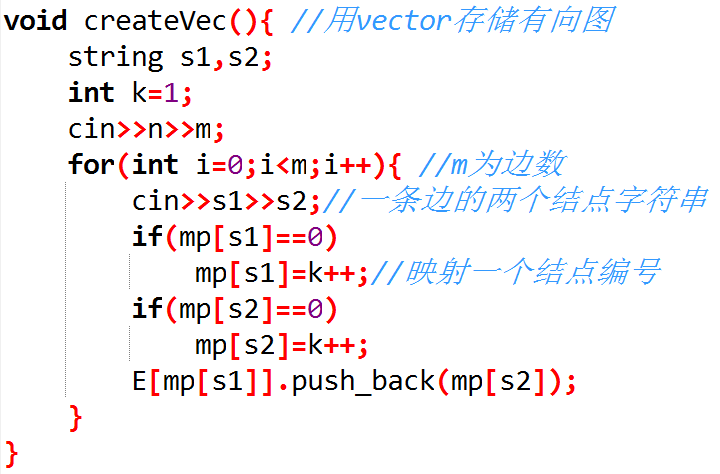 void createVec(){ //用vector存储有向图
    string s1,s2;
    int k=1;
    cin>>n>>m;
    for(int i=0;i<m;i++){ //m为边数
        cin>>s1>>s2;//一条边的两个结点字符串
        if(mp[s1]==0)
            mp[s1]=k++;//映射一个结点编号
        if(mp[s2]==0)
            mp[s2]=k++;
        E[mp[s1]].push_back(mp[s2]);
    }
}